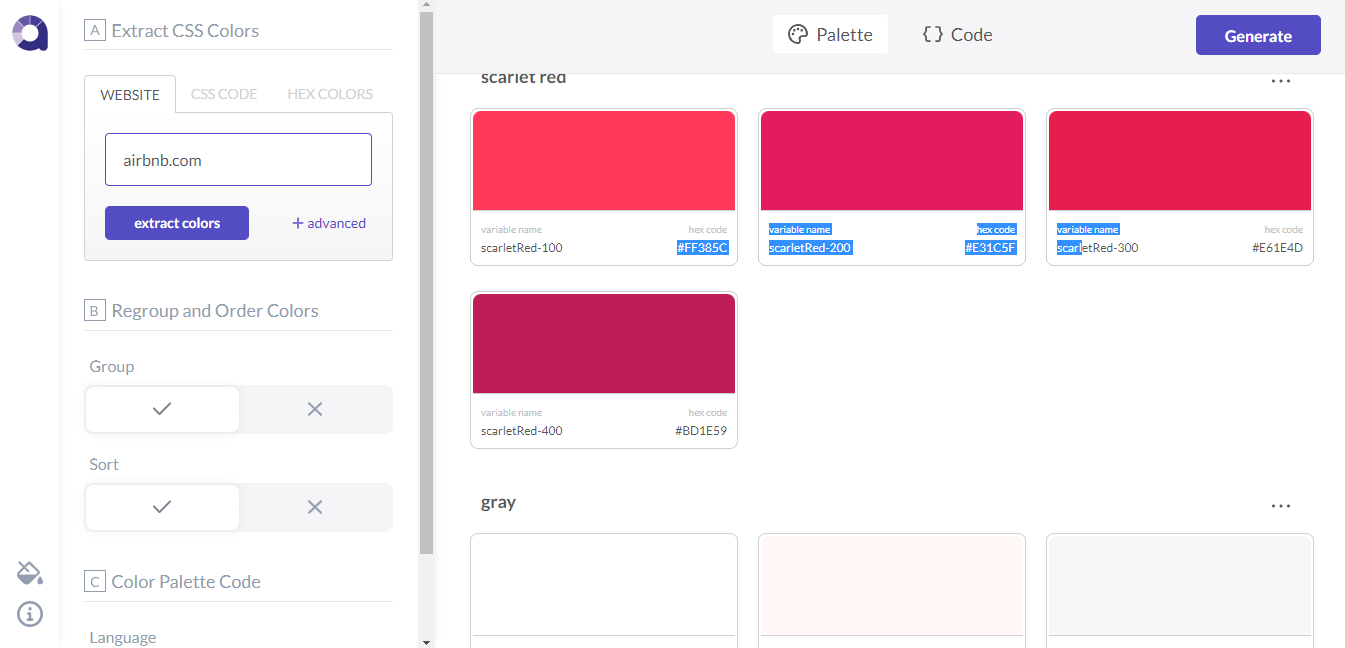 A Extract CSS Colors
WEBSITE CSS CODE HEX COLORS
airbnb.com
extract colors + advanced
B Regroup and Order Colors
Group
Sort
C Color Palette Code
Language
Palette {} Code Generate
scarlet red ...
variable name hex code
scarletRed-100 #FF385C
variable name hex code
scarletRed-200 #E31C5F
variable name hex code
scarletRed-300 #E61E4D
variable name hex code
scarletRed-400 #BD1E59
gray ...